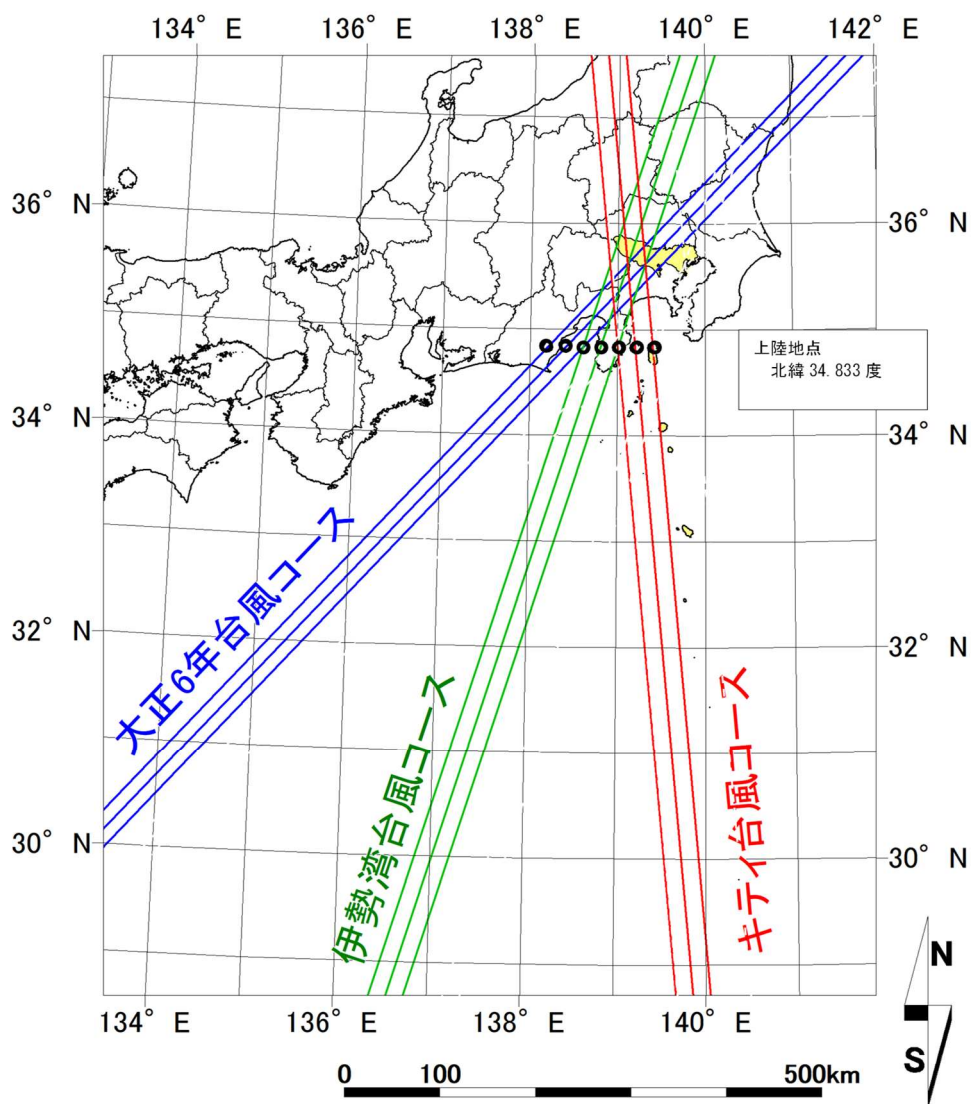 134° E
136° E
138° E
140° E
142° E
36° N
36° N
上陸地点
北緯 34.833 度
34° N
34° N
大正6年台風コース
32° N
32° N
伊勢湾台風コース
キティ台風コース
30° N
30° N
134° E
136° E
138° E
140° E
N
S
0
100
500km